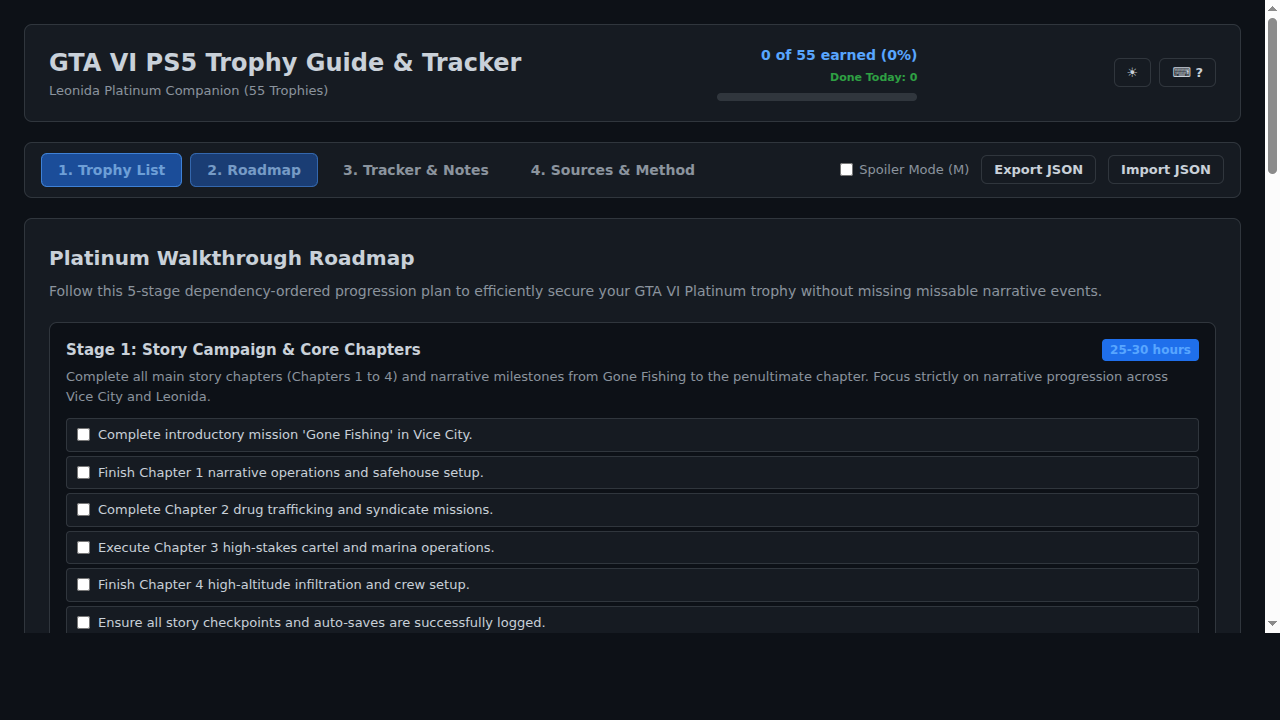 GTA VI PS5 Trophy Guide & Tracker
Leonida Platinum Companion (55 Trophies)
0 of 55 earned (0%)
Done Today: 0
☀
⌨ ?
1. Trophy List
2. Roadmap
3. Tracker & Notes
4. Sources & Method
Spoiler Mode (M)
Export JSON
Import JSON
Platinum Walkthrough Roadmap
Follow this 5-stage dependency-ordered progression plan to efficiently secure your GTA VI Platinum trophy without missing missable narrative events.
Stage 1: Story Campaign & Core Chapters
25-30 hours
Complete all main story chapters (Chapters 1 to 4) and narrative milestones from Gone Fishing to the penultimate chapter. Focus strictly on narrative progression across
Vice City and Leonida.
Complete introductory mission 'Gone Fishing' in Vice City.
Finish Chapter 1 narrative operations and safehouse setup.
Complete Chapter 2 drug trafficking and syndicate missions.
Execute Chapter 3 high-stakes cartel and marina operations.
Finish Chapter 4 high-altitude infiltration and crew setup.
Ensure all story checkpoints and auto-saves are successfully logged.